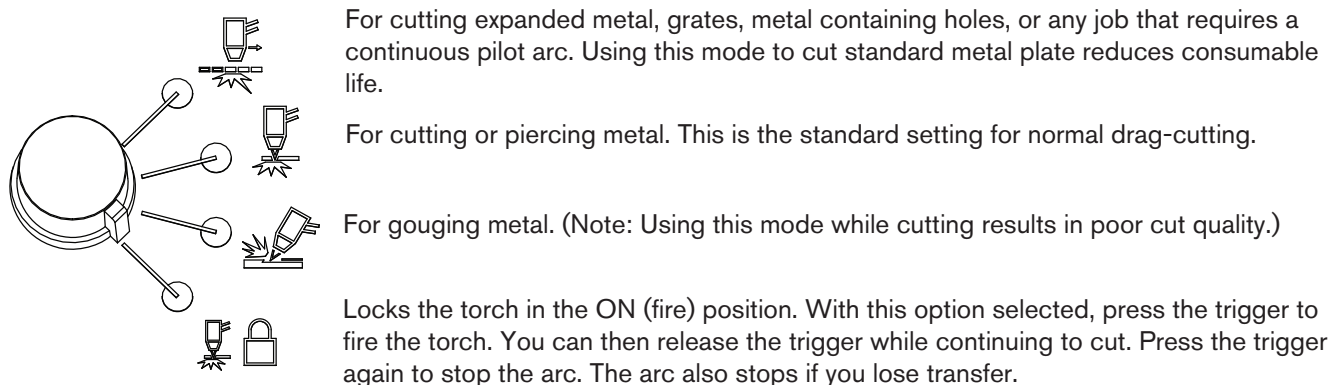 For cutting expanded metal, grates, metal containing holes, or any job that requires a
continuous pilot arc. Using this mode to cut standard metal plate reduces consumable
life.
For cutting or piercing metal. This is the standard setting for normal drag-cutting.
For gouging metal. (Note: Using this mode while cutting results in poor cut quality.)
Locks the torch in the ON (fire) position. With this option selected, press the trigger to
fire the torch. You can then release the trigger while continuing to cut. Press the trigger
again to stop the arc. The arc also stops if you lose transfer.